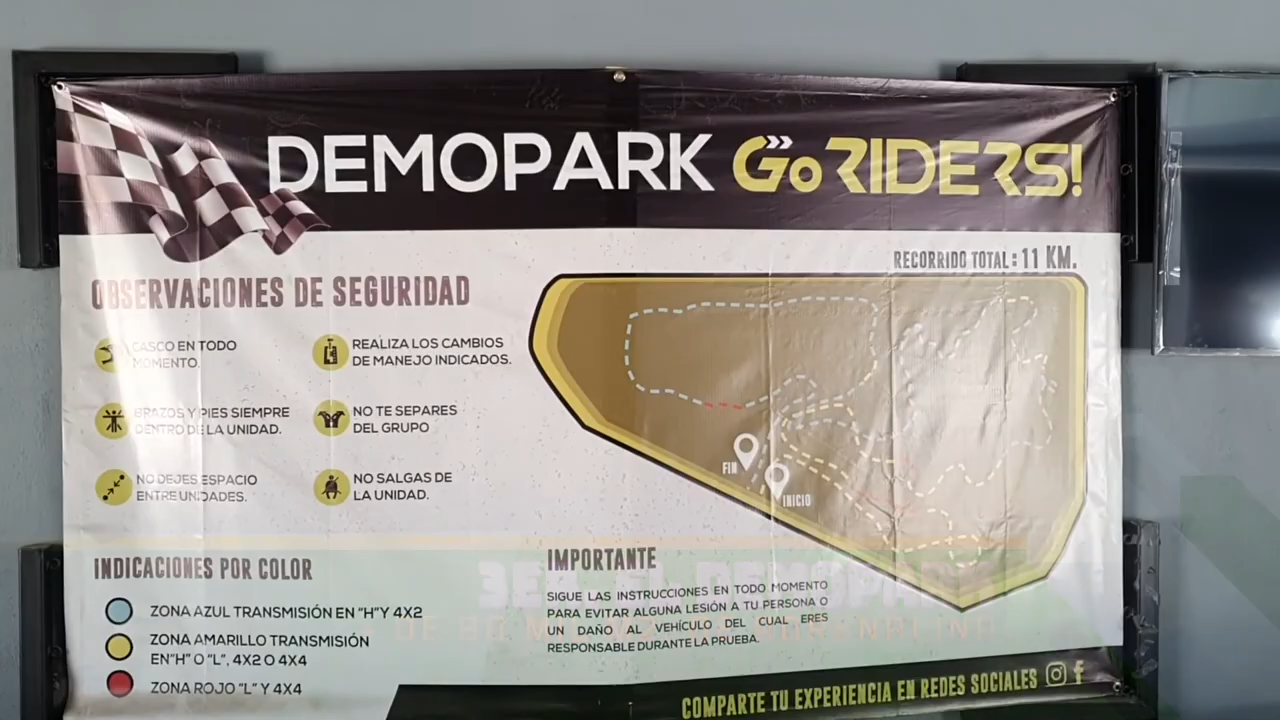 DEMOPARK Go RIDERS!
RECORRIDO TOTAL: 11 KM.
OBSERVACIONES DE SEGURIDAD
CASCO EN TODO
MOMENTO.
REALIZA LOS CAMBIOS
DE MANEJO INDICADOS.
BRAZOS Y PIES SIEMPRE
DENTRO DE LA UNIDAD.
NO TE SEPARES
DEL GRUPO
NO DEJES ESPACIO
ENTRE UNIDADES.
NO SALGAS DE
LA UNIDAD.
FIN
INICIO
INDICACIONES POR COLOR
ZONA AZUL TRANSMISIÓN EN "H" Y 4X2
ZONA AMARILLO TRANSMISIÓN
EN "H" O "L", 4X2 O 4X4
ZONA ROJO "L" Y 4X4
IMPORTANTE
SIGUE LAS INSTRUCCIONES EN TODO MOMENTO
PARA EVITAR ALGUNA LESIÓN A TU PERSONA O
UN DAÑO AL VEHÍCULO DEL CUAL ERES
RESPONSABLE DURANTE LA PRUEBA.
EL DEMOPARK
COMPARTE TU EXPERIENCIA EN REDES SOCIALES